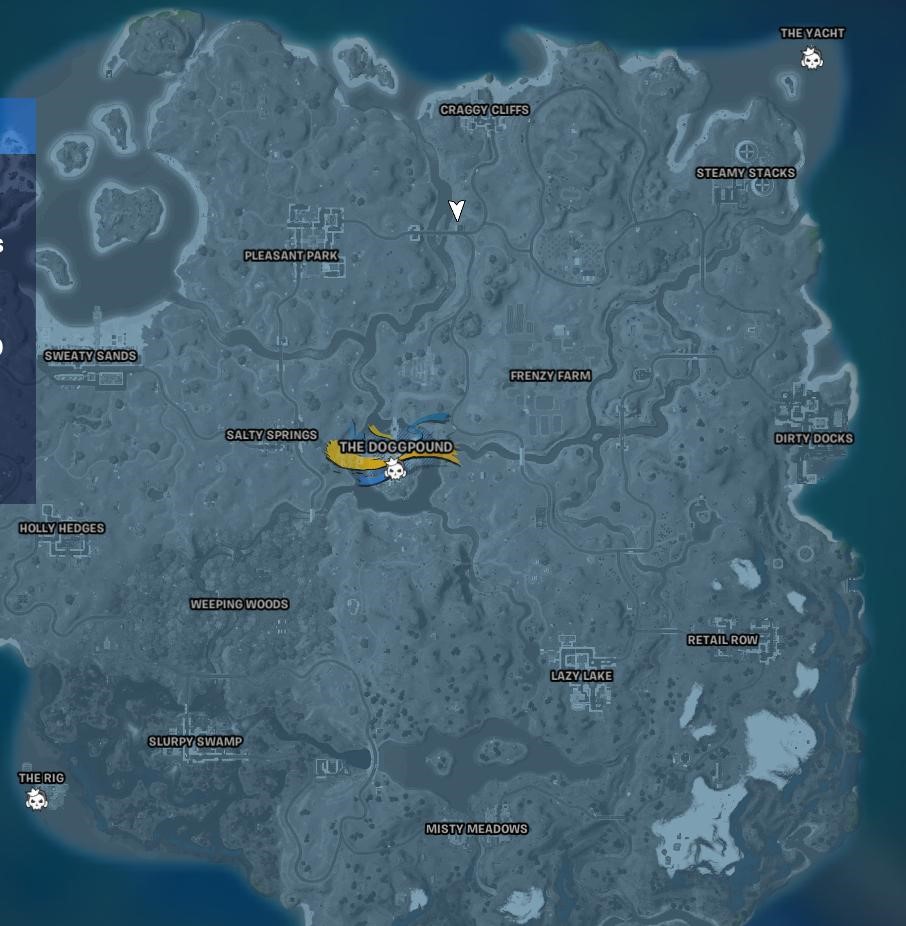 THE YACHT
CRAGGY CLIFFS
STEAMY STACKS
PLEASANT PARK
SWEATY SANDS
FRENZY FARM
SALTY SPRINGS
THE DOGGPOUND
DIRTY DOCKS
HOLLY HEDGES
WEEPING WOODS
RETAIL ROW
LAZY LAKE
SLURPY SWAMP
THE RIG
MISTY MEADOWS